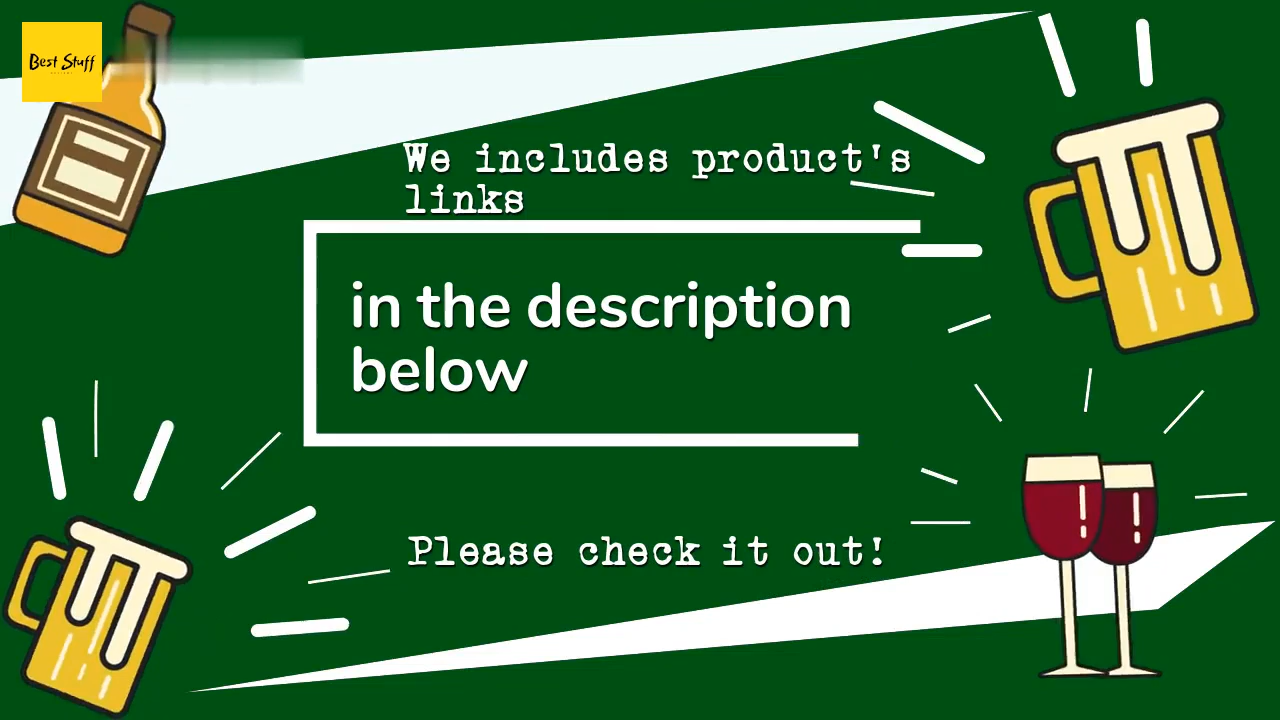 Best Stuff
We includes product's
links
in the description
below
Please check it out!